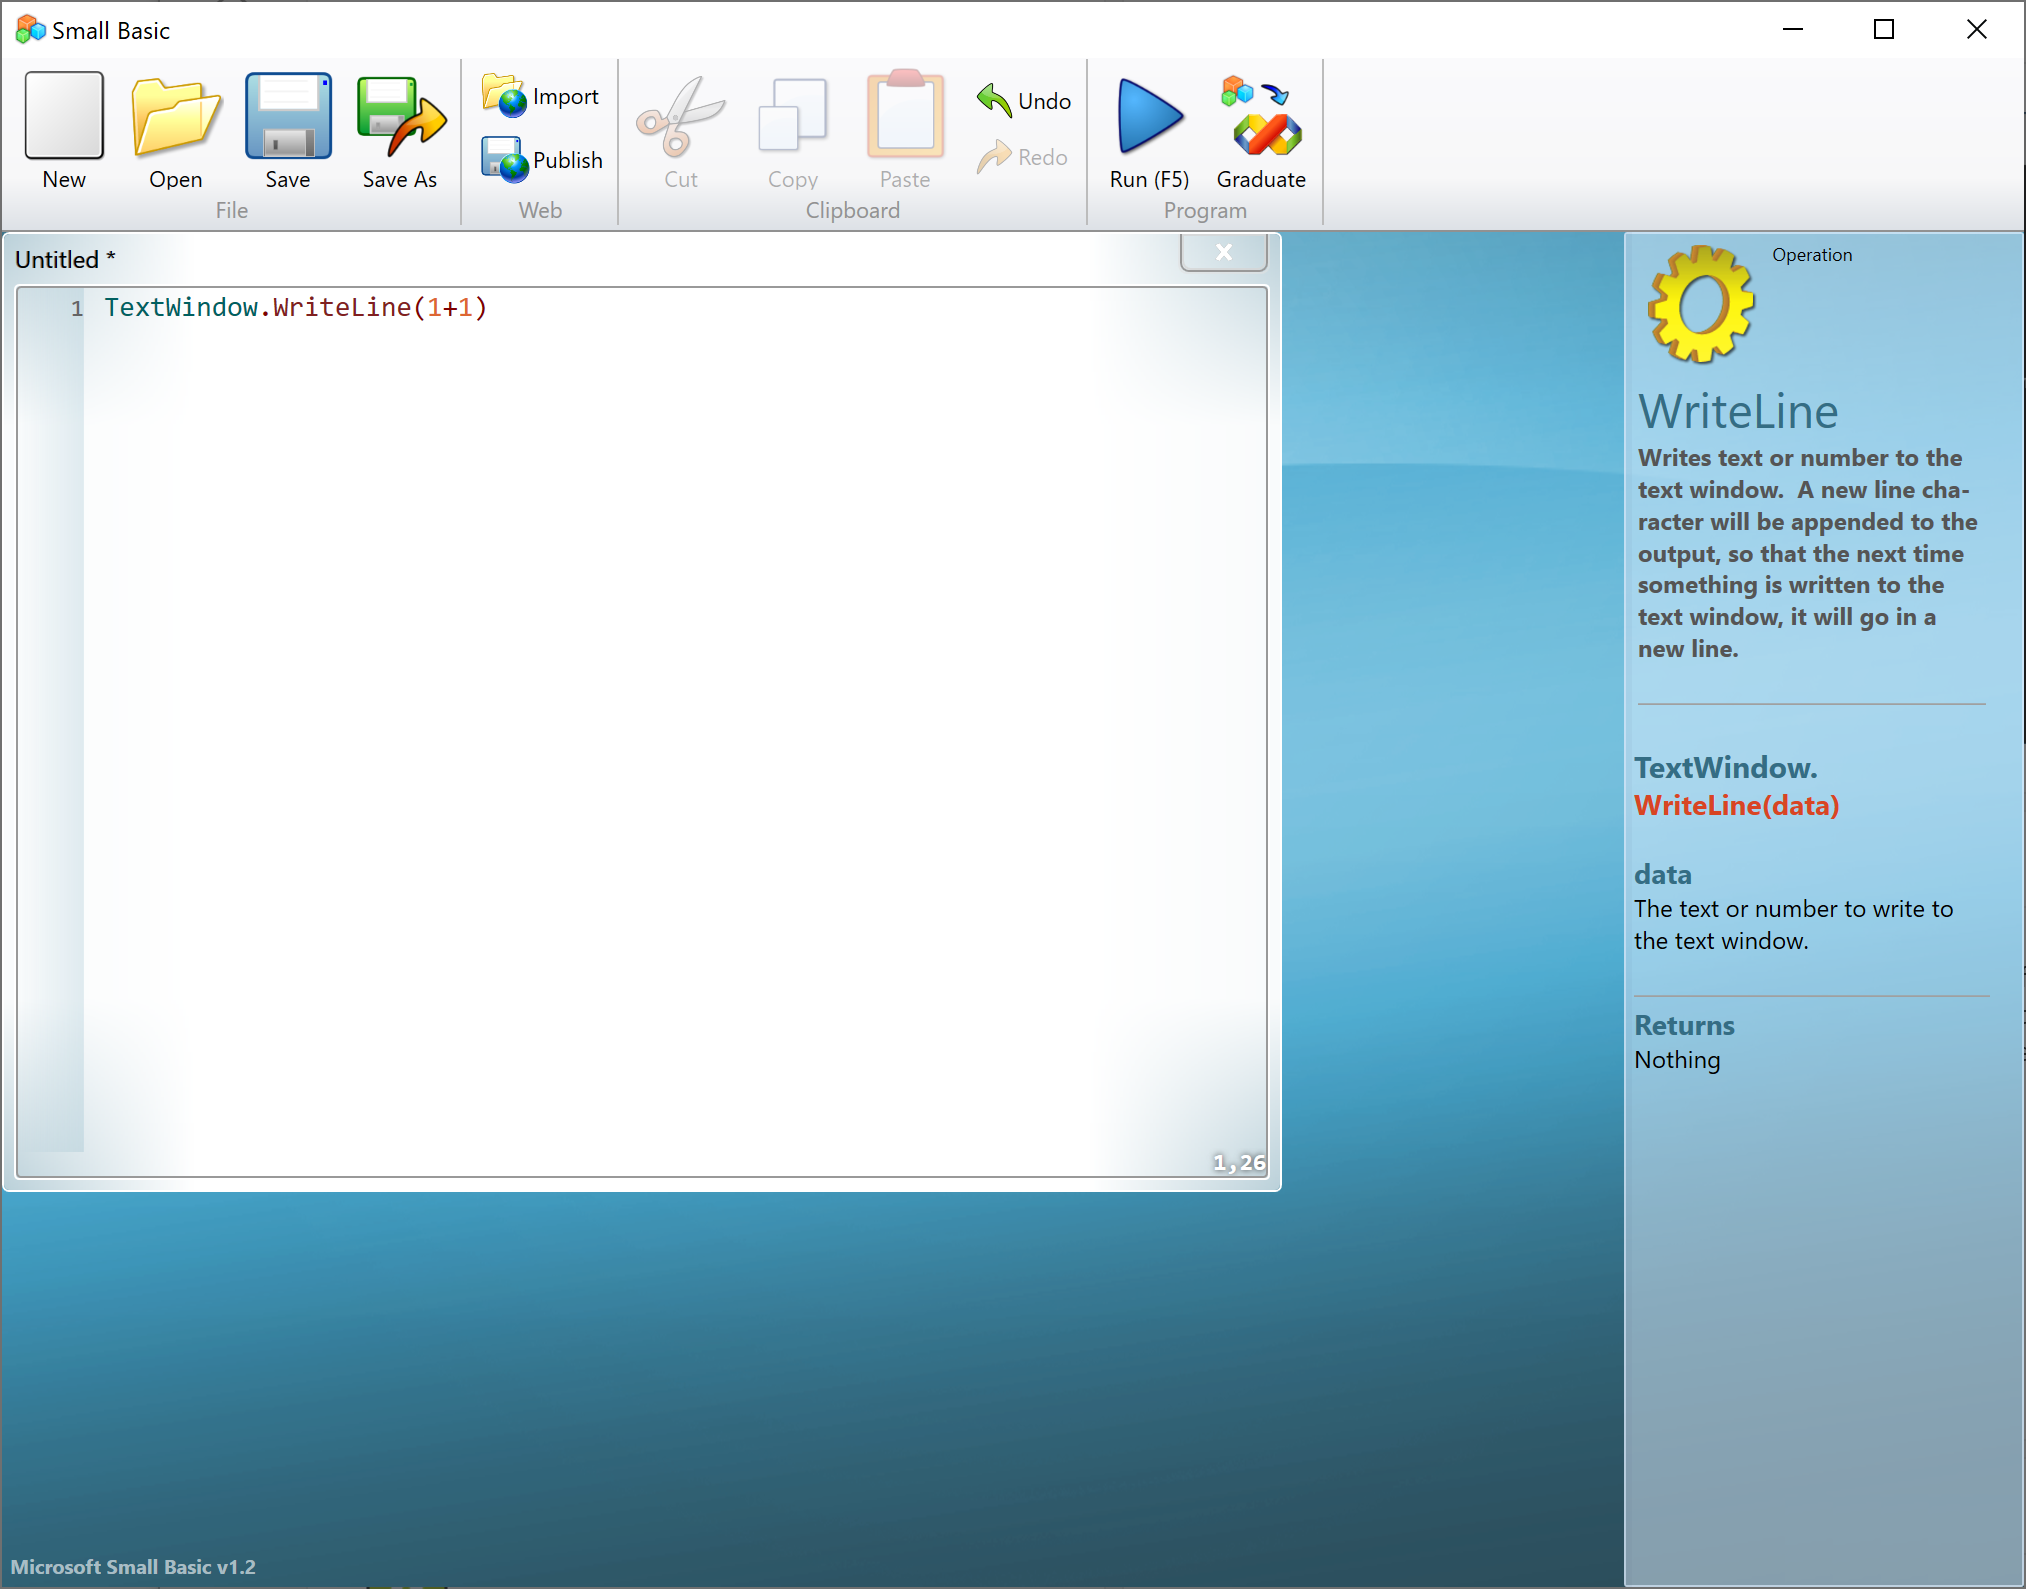 Small Basic
New
Open
Save
Save As
File
Import
Publish
Web
Cut
Copy
Paste
Undo
Redo
Clipboard
Run (F5)
Graduate
Program
Untitled *
x
1 TextWindow.WriteLine(1+1)
1,26
Operation
WriteLine
Writes text or number to the
text window.  A new line cha-
racter will be appended to the
output, so that the next time
something is written to the
text window, it will go in a
new line.
TextWindow.
WriteLine(data)
data
The text or number to write to
the text window.
Returns
Nothing
Microsoft Small Basic v1.2